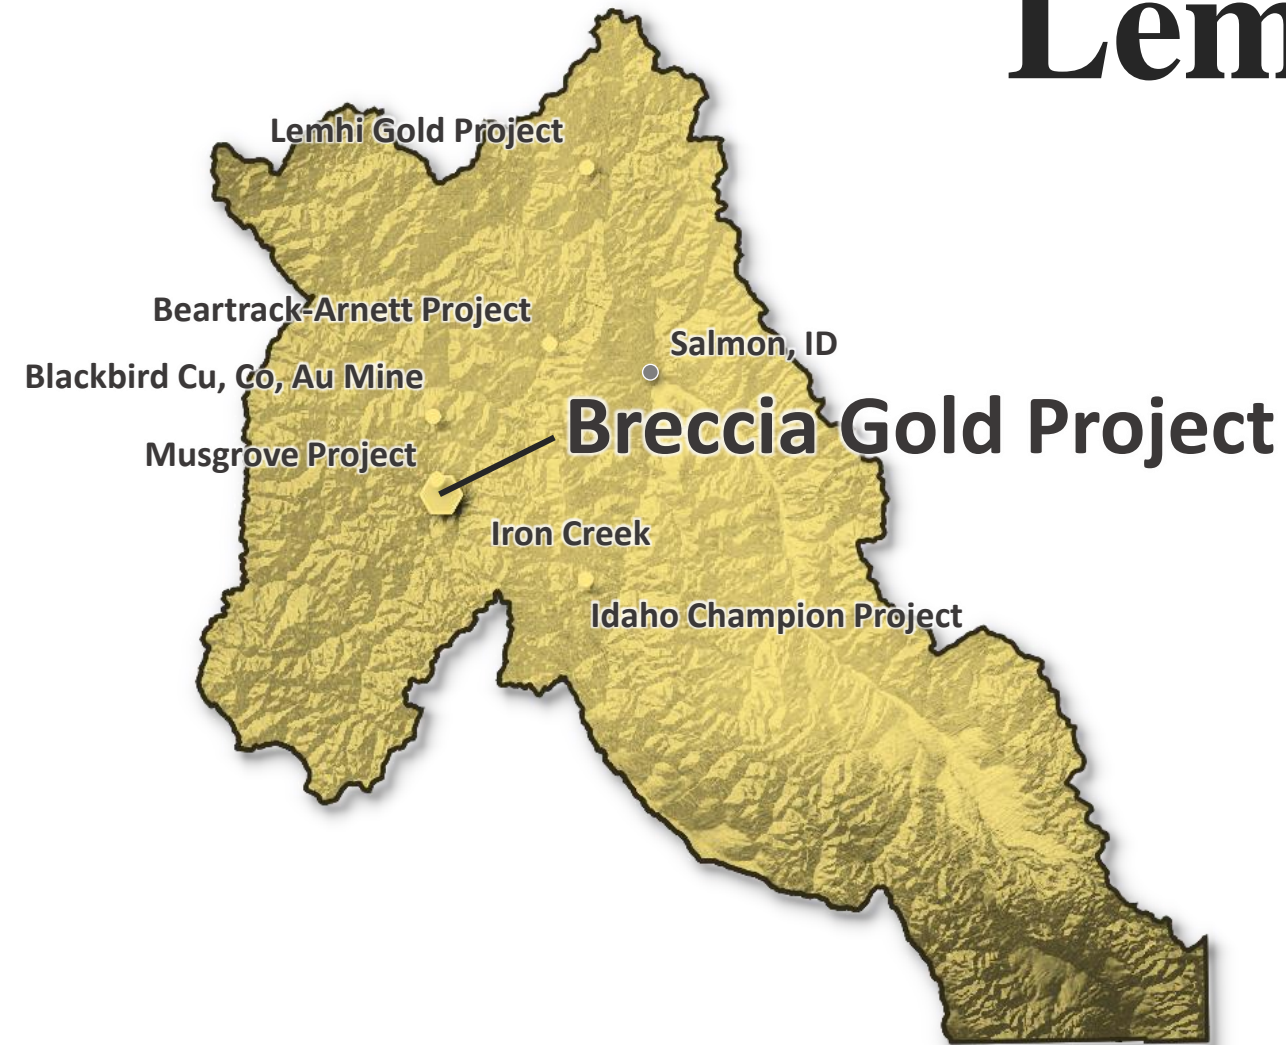 Lem
Lemhi Gold Project
Beartrack-Arnett Project
Salmon, ID
Blackbird Cu, Co, Au Mine
Breccia Gold Project
Musgrove Project
Iron Creek
Idaho Champion Project